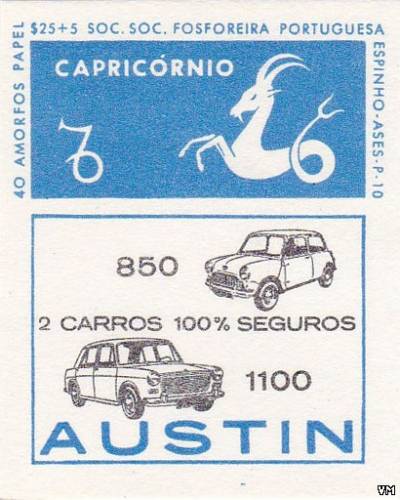 $25+5 SOC. SOC. FOSFOREIRA PORTUGUESA
40 AMORFOS PAPEL
ESPINHO-ASES-P-10
CAPRICÓRNIO
850
2 CARROS 100% SEGUROS
1100
AUSTIN
VM